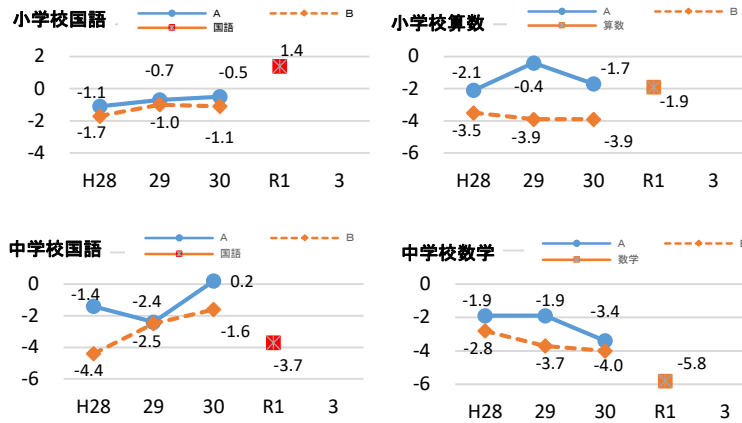 小学校国語
A
B
国語
2
0
-2
-4
-1.1
-0.7
-0.5
1.4
-1.7
-1.0
-1.1
H28 29 30 R1 3
小学校算数
A
B
算数
0
-2
-4
-6
-2.1
-0.4
-1.7
-1.9
-3.5
-3.9
-3.9
H28 29 30 R1 3
中学校国語
A
B
国語
0
-2
-4
-6
-1.4
-2.4
0.2
-4.4
-2.5
-1.6
-3.7
H28 29 30 R1 3
中学校数学
A
B
数学
0
-2
-4
-6
-1.9
-1.9
-3.4
-2.8
-3.7
-4.0
-5.8
H28 29 30 R1 3